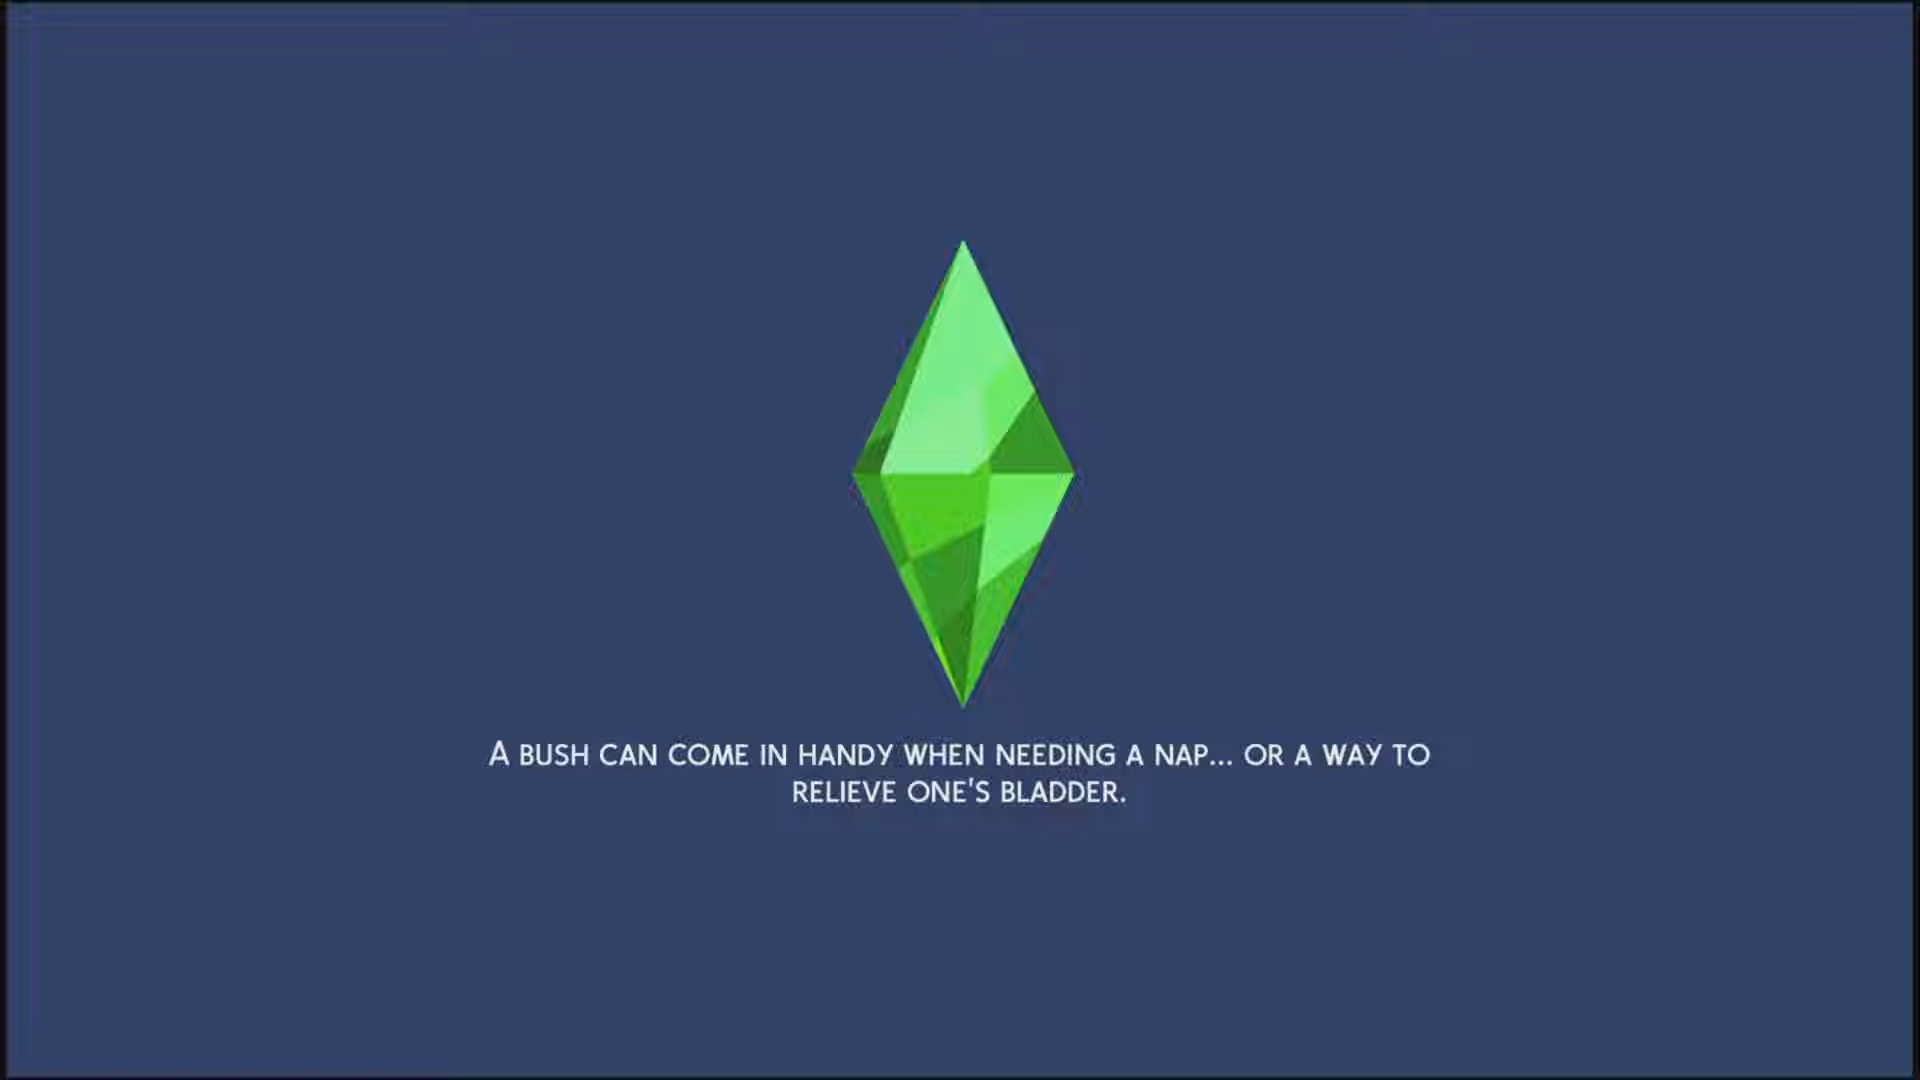 A BUSH CAN COME IN HANDY WHEN NEEDING A NAP... OR A WAY TO
RELIEVE ONE'S BLADDER.